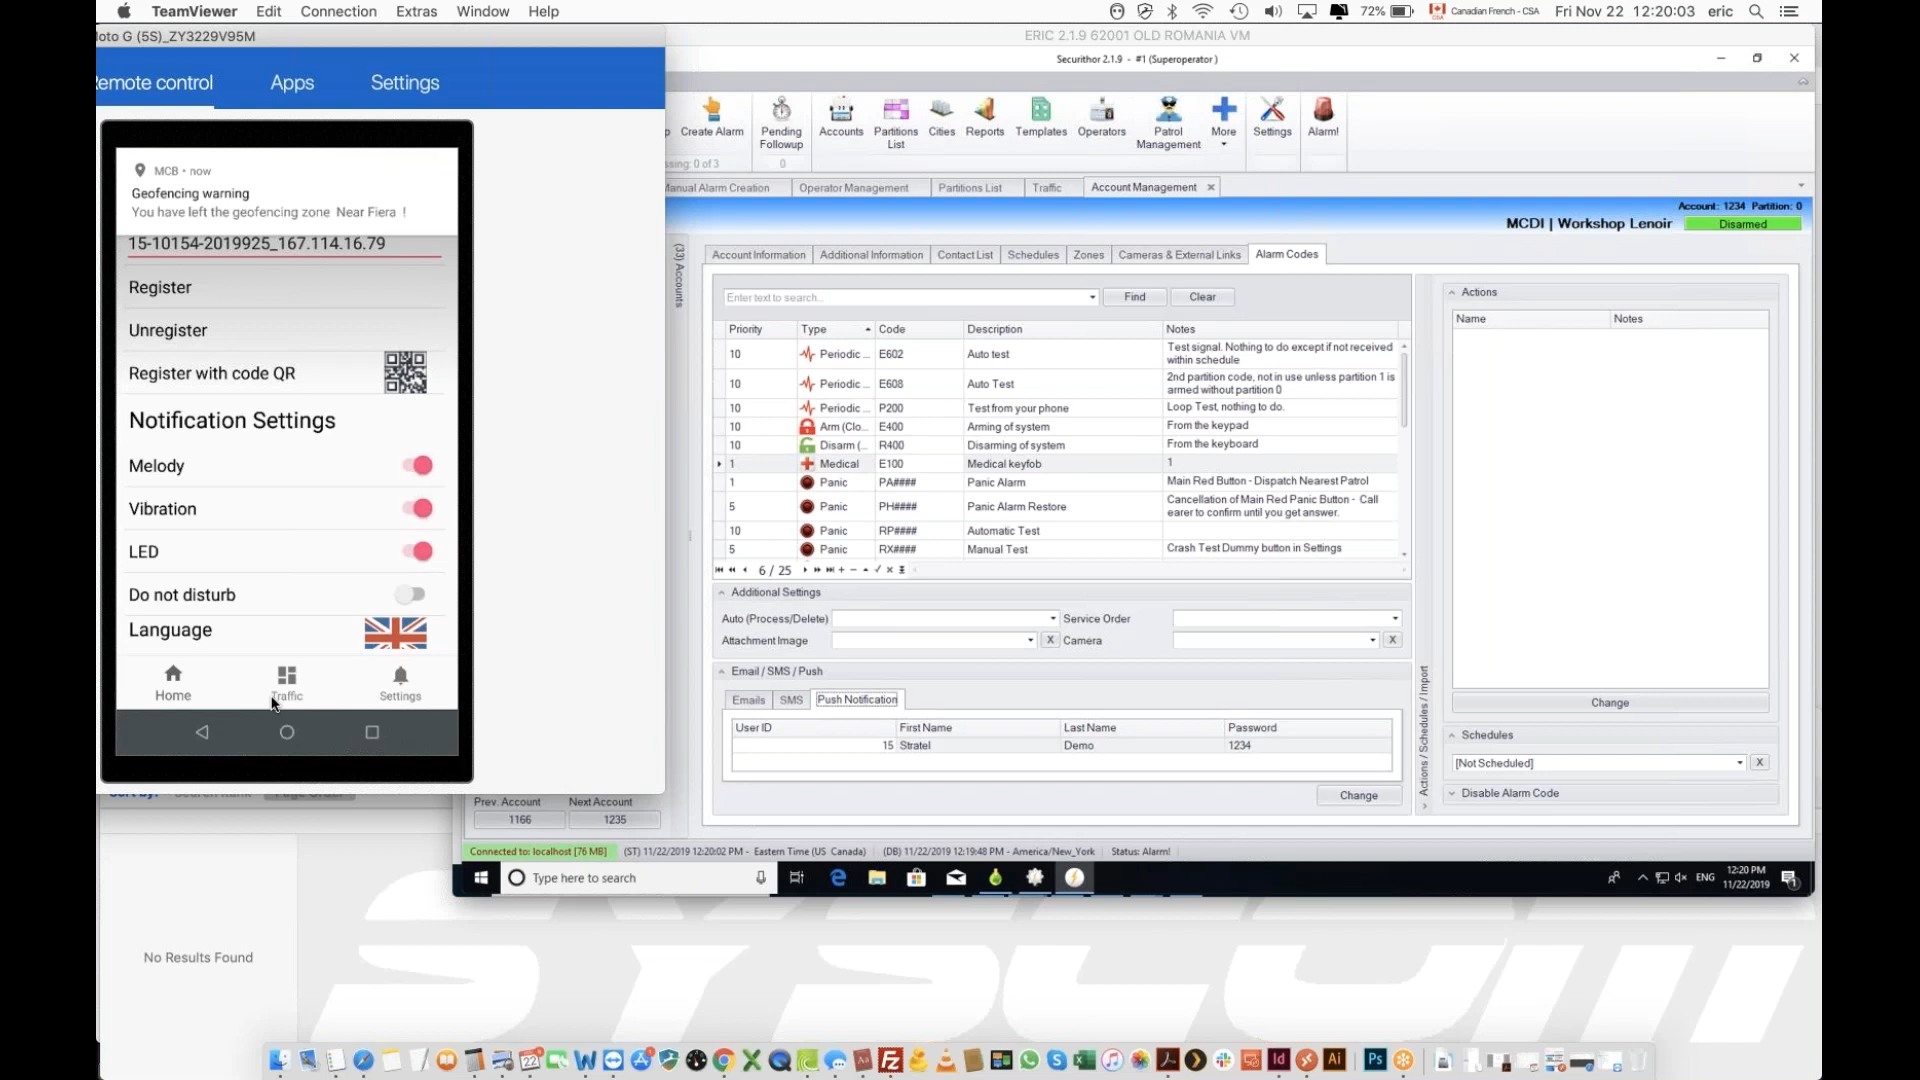 TeamViewer Edit Connection Extras Window Help
72% Canadian French - CSA Fri Nov 22 12:20:03 eric
oto G (5S)_ZY3229V95M
Remote control Apps Settings
MCB • now
Geofencing warning
You have left the geofencing zone Near Fiera !
15-10154-2019925_167.114.16.79
Register
Unregister
Register with code QR
Notification Settings
Melody
Vibration
LED
Do not disturb
Language
Home Traffic Settings
ERIC 2.1.9 62001 OLD ROMANIA VM
Securithor 2.1.9 - #1 (Superoperator )
p Create Alarm Pending Followup Accounts Partitions List Cities Reports Templates Operators Patrol Management More Settings Alarm!
ssing: 0 of 3 0
Manual Alarm Creation Operator Management Partitions List Traffic Account Management
Account: 1234 Partition: 0
MCDI | Workshop Lenoir Disarmed
(33) Accounts
Account Information Additional Information Contact List Schedules Zones Cameras & External Links Alarm Codes
Enter text to search... Find Clear
Priority Type Code Description Notes
10 Periodic ... E602 Auto test Test signal. Nothing to do except if not received within schedule
10 Periodic ... E608 Auto Test 2nd partition code, not in use unless partition 1 is armed without partition 0
10 Periodic ... P200 Test from your phone Loop Test, nothing to do.
10 Arm (Clo... E400 Arming of system From the keypad
10 Disarm (... R400 Disarming of system From the keyboard
1 Medical E100 Medical keyfob 1
1 Panic PA#### Panic Alarm Main Red Button - Dispatch Nearest Patrol
5 Panic PH#### Panic Alarm Restore Cancellation of Main Red Panic Button - Call earer to confirm until you get answer.
10 Panic RP#### Automatic Test
5 Panic RX#### Manual Test Crash Test Dummy button in Settings
6 / 25
Additional Settings
Auto (Process/Delete) Service Order
Attachment Image X Camera X
Email / SMS / Push
Emails SMS Push Notification
User ID First Name Last Name Password
15 Stratel Demo 1234
Change
Actions / Schedules / Import
Actions
Name Notes
Change
Schedules
[Not Scheduled] X
Disable Alarm Code
Prev. Account Next Account
1166 1235
Connected to: localhost [76 MB] (ST) 11/22/2019 12:20:02 PM - Eastern Time (US Canada) (DB) 11/22/2019 12:19:48 PM - America/New_York Status: Alarm!
Type here to search
ENG 12:20 PM
11/22/2019
No Results Found